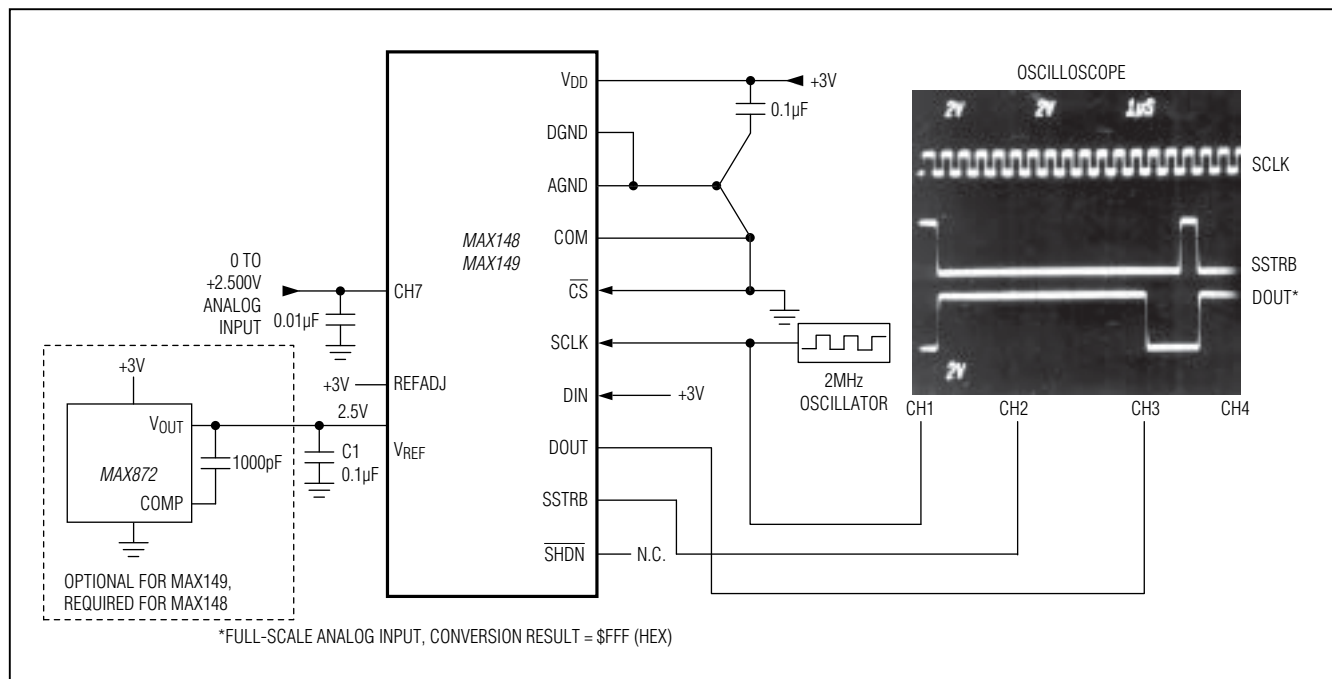 OSCILLOSCOPE
2V 2V 1µS
SCLK
SSTRB
DOUT*
2V
CH1 CH2 CH3 CH4
VDD
+3V
0.1µF
DGND
AGND
COM
CS
SCLK
DIN
+3V
DOUT
SSTRB
SHDN
N.C.
2MHz
OSCILLATOR
MAX148
MAX149
0 TO
+2.500V
ANALOG
INPUT
0.01µF
CH7
+3V
REFADJ
2.5V
VREF
C1
0.1µF
+3V
VOUT
MAX872
1000pF
COMP
OPTIONAL FOR MAX149,
REQUIRED FOR MAX148
*FULL-SCALE ANALOG INPUT, CONVERSION RESULT = $FFF (HEX)